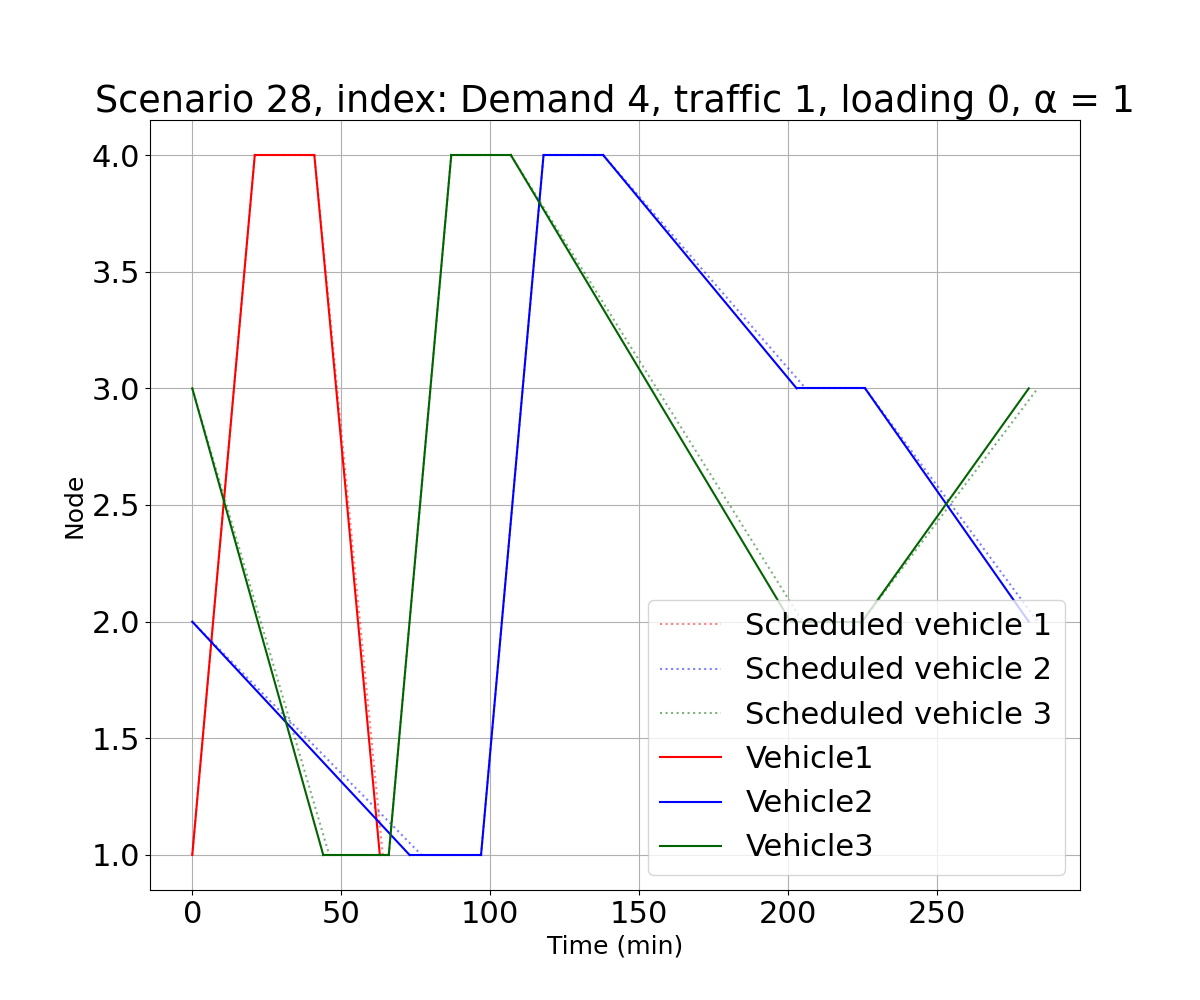 Scenario 28, index: Demand 4, traffic 1, loading 0, α = 1
4.0
3.5
3.0
2.5
2.0
1.5
1.0
Node
Scheduled vehicle 1
Scheduled vehicle 2
Scheduled vehicle 3
Vehicle1
Vehicle2
Vehicle3
0 50 100 150 200 250
Time (min)